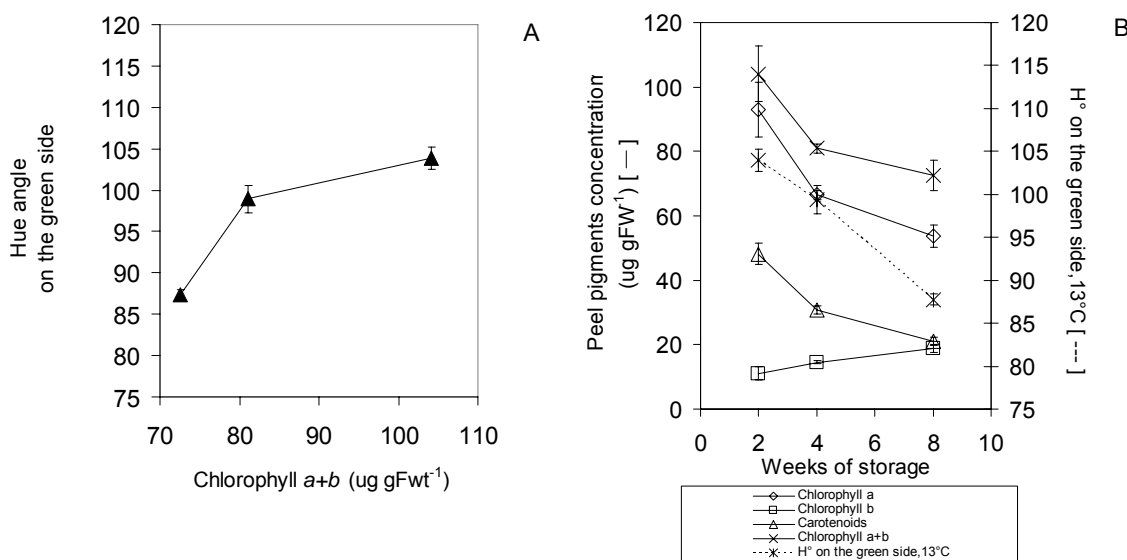 A
120
115
110
105
100
95
90
85
80
75
70 80 90 100 110
Hue angle
on the green side
Chlorophyll a+b (ug gFwt-1)
B
120
100
80
60
40
20
0
Peel pigments concentration
(ug gFW-1) [ — ]
120
115
110
105
100
95
90
85
80
75
H° on the green side,13°C [ --- ]
0 2 4 6 8 10
Weeks of storage
Chlorophyll a
Chlorophyll b
Carotenoids
Chlorophyll a+b
H° on the green side,13°C